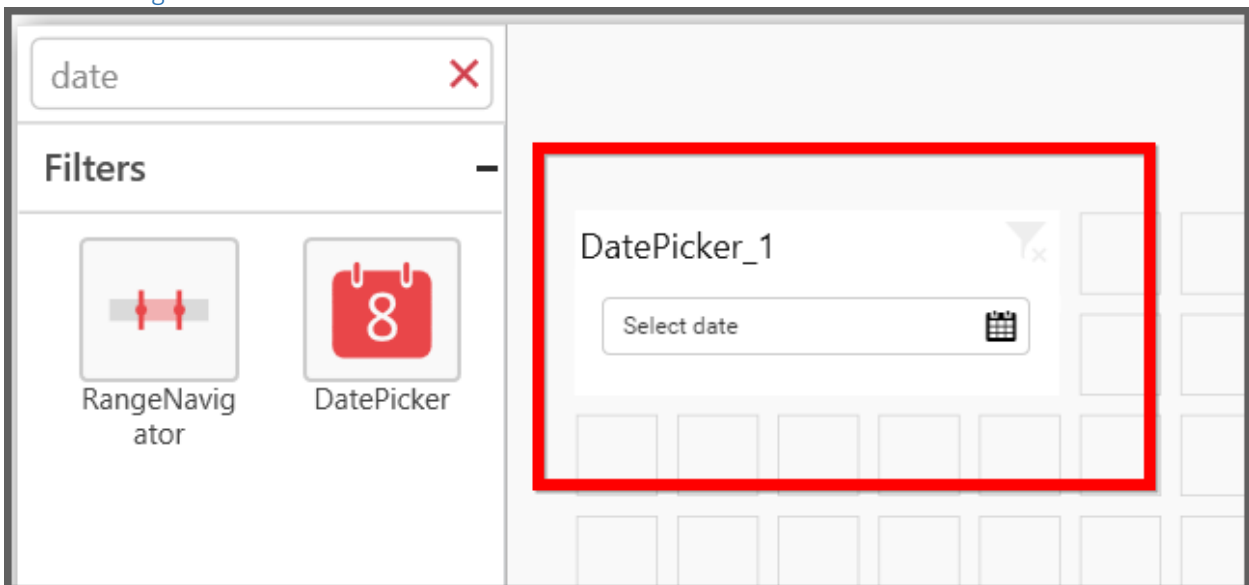 date
Filters
RangeNavig
ator
8
DatePicker
DatePicker_1
Select date